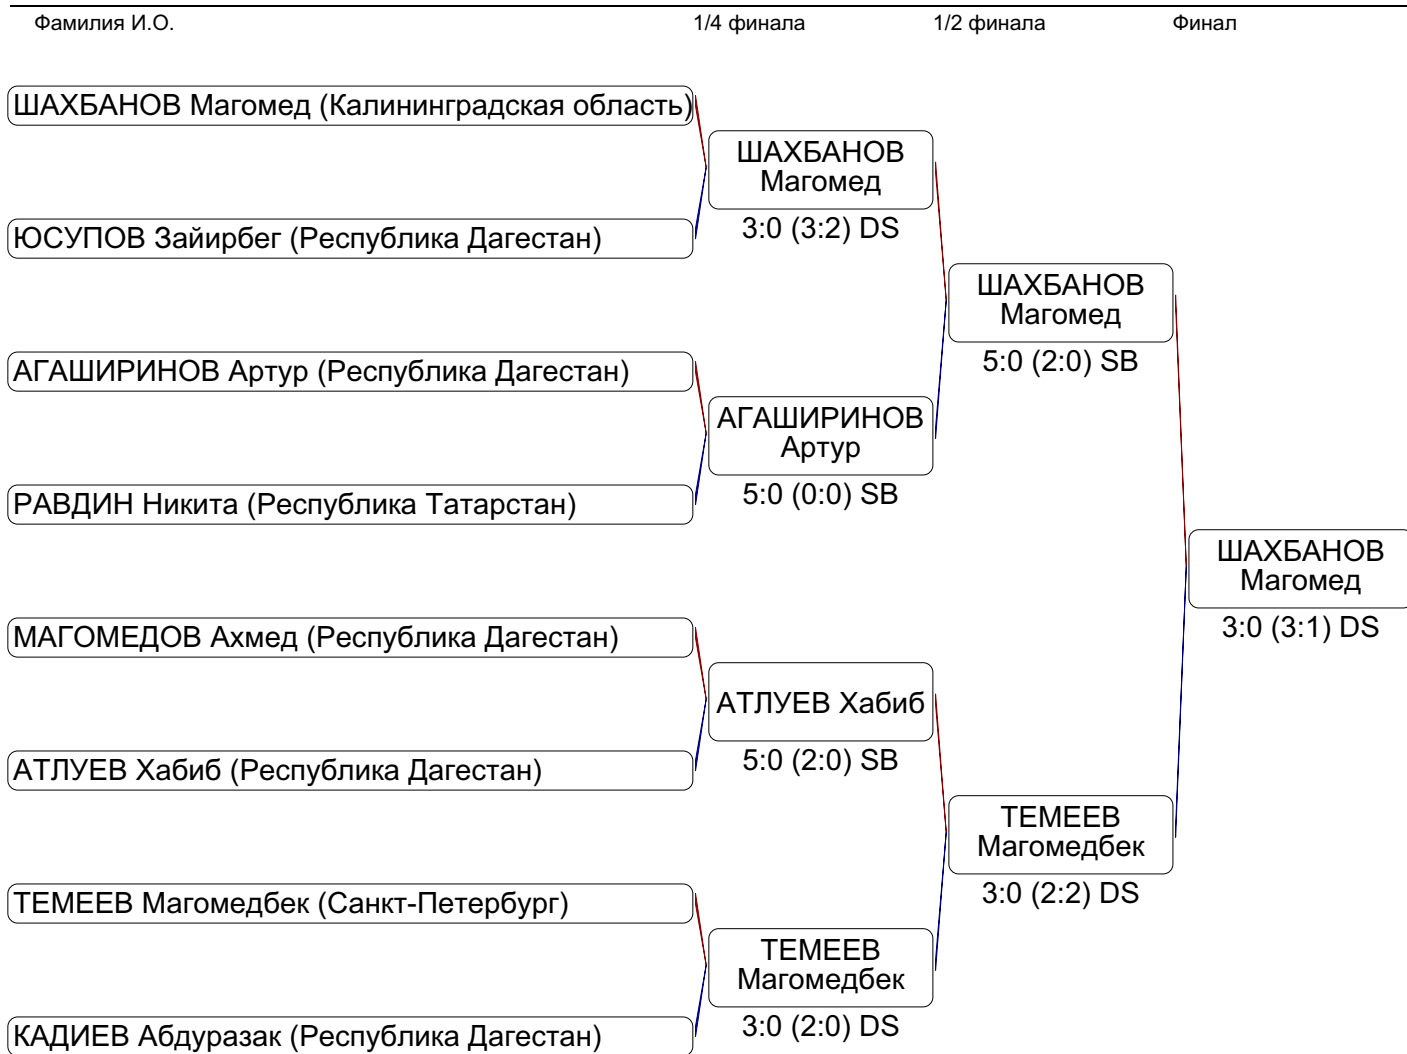 Фамилия И.О. 1/4 финала 1/2 финала Финал
ШАХБАНОВ Магомед (Калининградская область)
ШАХБАНОВ
Магомед
3:0 (3:2) DS
ЮСУПОВ Зайирбег (Республика Дагестан)
ШАХБАНОВ
Магомед
5:0 (2:0) SB
АГАШИРИНОВ Артур (Республика Дагестан)
АГАШИРИНОВ
Артур
5:0 (0:0) SB
РАВДИН Никита (Республика Татарстан)
ШАХБАНОВ
Магомед
3:0 (3:1) DS
МАГОМЕДОВ Ахмед (Республика Дагестан)
АТЛУЕВ Хабиб
5:0 (2:0) SB
АТЛУЕВ Хабиб (Республика Дагестан)
ТЕМЕЕВ
Магомедбек
3:0 (2:2) DS
ТЕМЕЕВ Магомедбек (Санкт-Петербург)
ТЕМЕЕВ
Магомедбек
3:0 (2:0) DS
КАДИЕВ Абдуразак (Республика Дагестан)